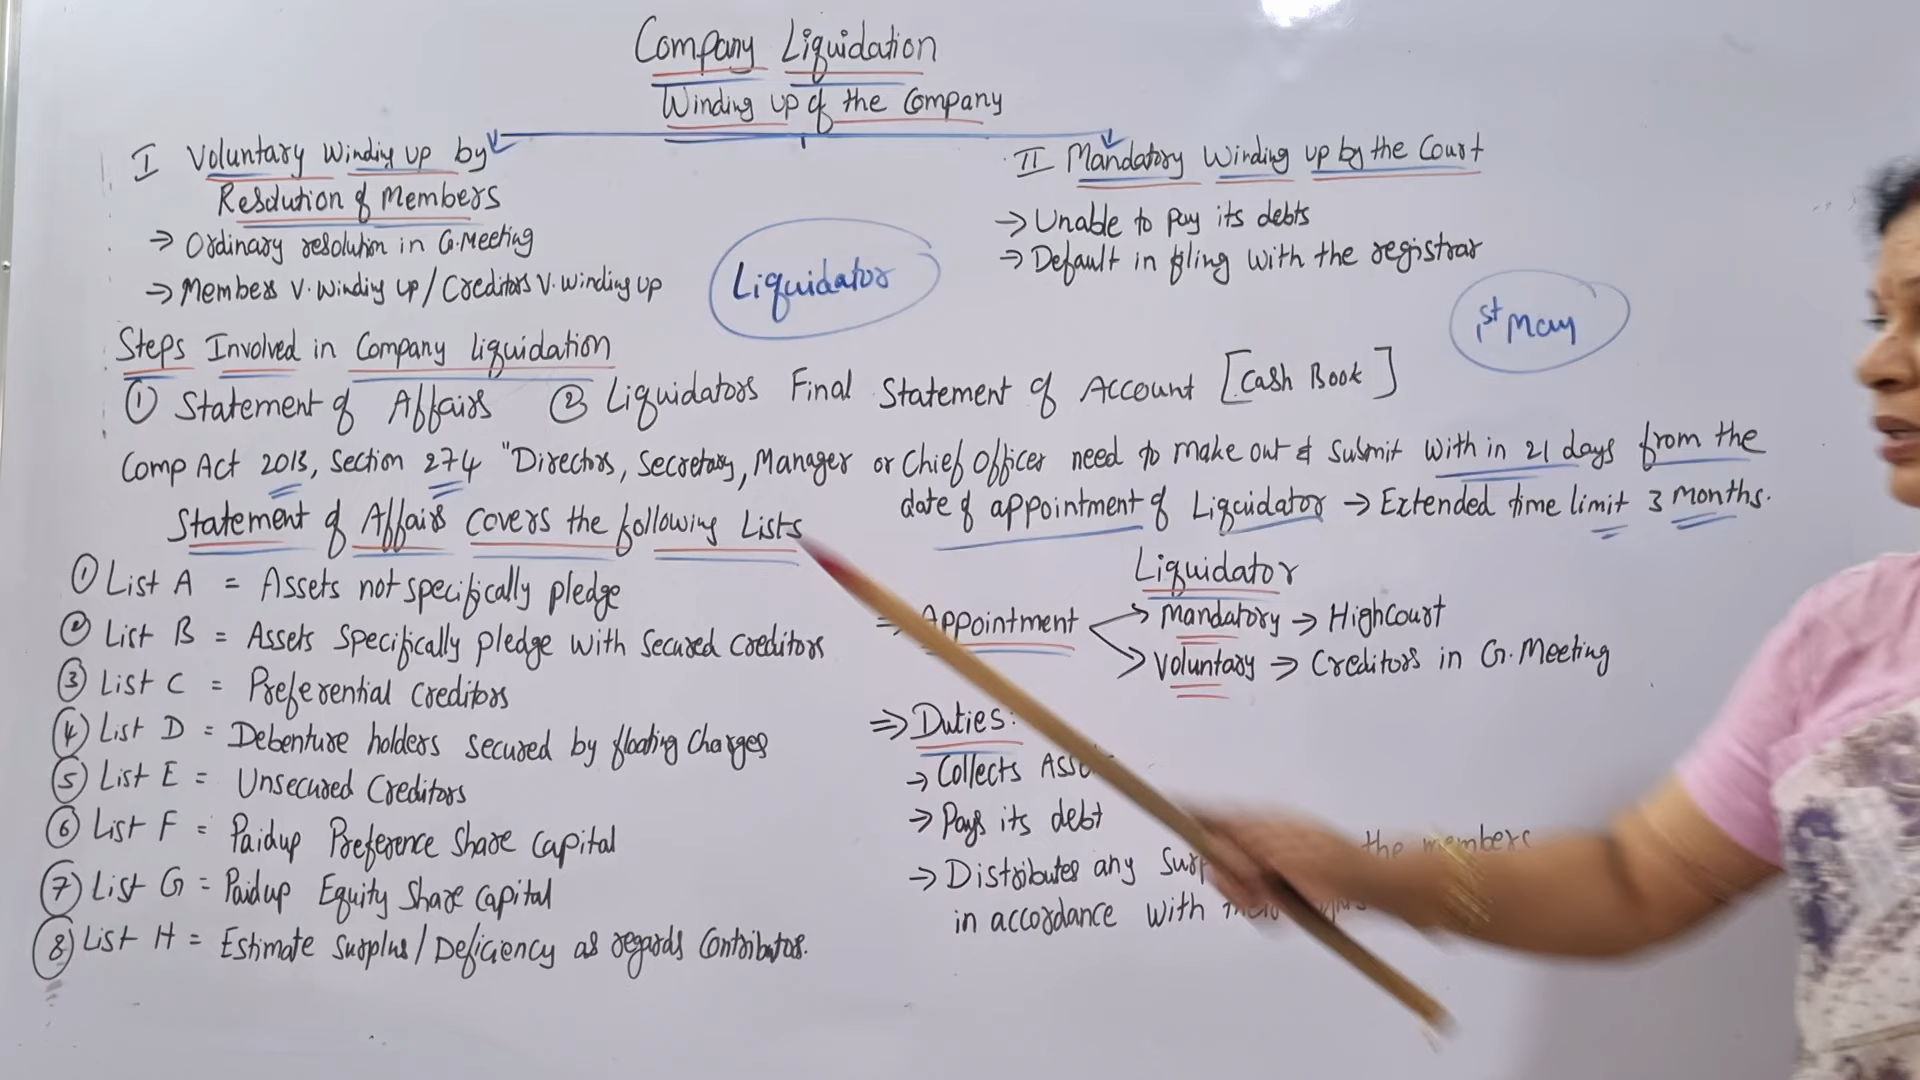 Company Liquidation
Winding up of the Company
I Voluntary Winding up by
Resolution of Members
→ Ordinary resolution in G.Meeting
→ Members V. Winding up / Creditors V. Winding up
II Mandatory Winding up by the Court
→ Unable to pay its debts
→ Default in filing with the registrar
Liquidator
1st May
Steps Involved in Company liquidation
① Statement of Affairs ② Liquidators Final Statement of Account [Cash Book]
Comp Act 2013, Section 274 "Directors, Secretary, Manager or Chief Officer need to make out & Submit with in 21 days from the
date of appointment of Liquidator → Extended time limit 3 months.
Statement of Affairs covers the following Lists
① List A = Assets not specifically pledge
② List B = Assets Specifically pledge with Secured Creditors
③ List C = Preferential Creditors
④ List D = Debenture holders secured by floating Charges
⑤ List E = Unsecured Creditors
⑥ List F = Paidup Preference Share Capital
⑦ List G = Paidup Equity Share Capital
⑧ List H = Estimate Surplus / Deficiency as regards Contributos.
Liquidator
⇒ Appointment
→ Mandatory → HighCourt
→ Voluntary → Creditors in G. Meeting
⇒ Duties:
→ Collects
→ Pays its debt
→ Distributes any the members
in accordance with